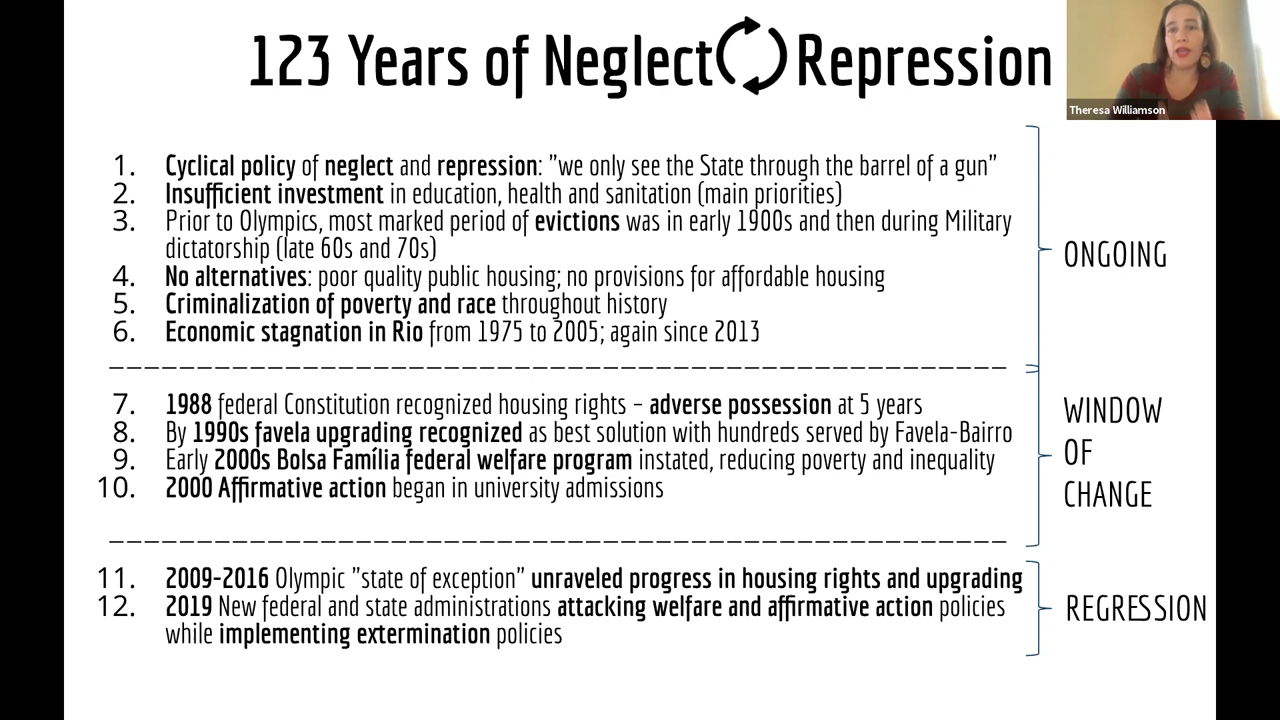 123 Years of Neglect Repression
Theresa Williamson
1. Cyclical policy of neglect and repression: "we only see the State through the barrel of a gun"
2. Insufficient investment in education, health and sanitation (main priorities)
3. Prior to Olympics, most marked period of evictions was in early 1900s and then during Military
dictatorship (late 60s and 70s)
4. No alternatives: poor quality public housing; no provisions for affordable housing
5. Criminalization of poverty and race throughout history
6. Economic stagnation in Rio from 1975 to 2005; again since 2013
ONGOING
7. 1988 federal Constitution recognized housing rights – adverse possession at 5 years
8. By 1990s favela upgrading recognized as best solution with hundreds served by Favela-Bairro
9. Early 2000s Bolsa Família federal welfare program instated, reducing poverty and inequality
10. 2000 Affirmative action began in university admissions
WINDOW
OF
CHANGE
11. 2009-2016 Olympic "state of exception" unraveled progress in housing rights and upgrading
12. 2019 New federal and state administrations attacking welfare and affirmative action policies
while implementing extermination policies
REGRESSION